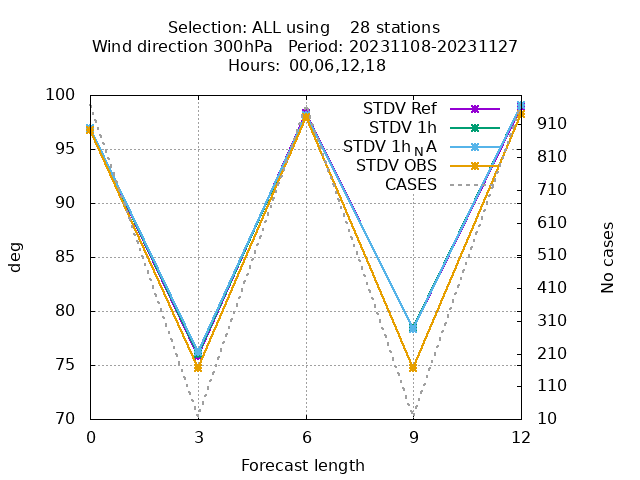 Selection: ALL using    28 stations
Wind direction 300hPa   Period: 20231108-20231127
Hours: 00,06,12,18
STDV Ref
STDV 1h
STDV 1h_N A
STDV OBS
CASES
100
95
90
85
80
75
70
deg
910
810
710
610
510
410
310
210
110
10
No cases
0 3 6 9 12
Forecast length